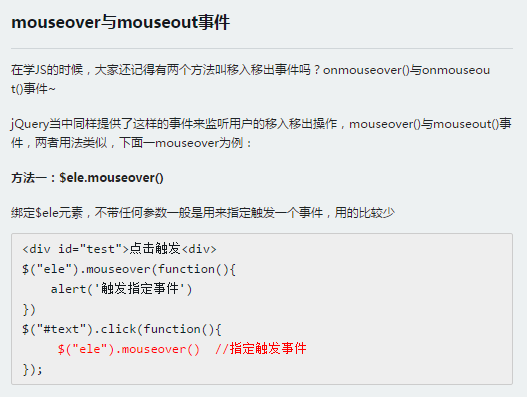 mouseover与mouseout事件
在学JS的时候，大家还记得有两个方法叫移入移出事件吗？onmouseover()与onmouseou
t()事件~
jQuery当中同样提供了这样的事件来监听用户的移入移出操作，mouseover()与mouseout()事
件，两者用法类似，下面一mouseover为例：
方法一：$ele.mouseover()
绑定$ele元素，不带任何参数一般是用来指定触发一个事件，用的比较少
<div id="test">点击触发<div>
$("ele").mouseover(function(){
    alert('触发指定事件')
})
$("#text").click(function(){
    $("ele").mouseover()  //指定触发事件
});